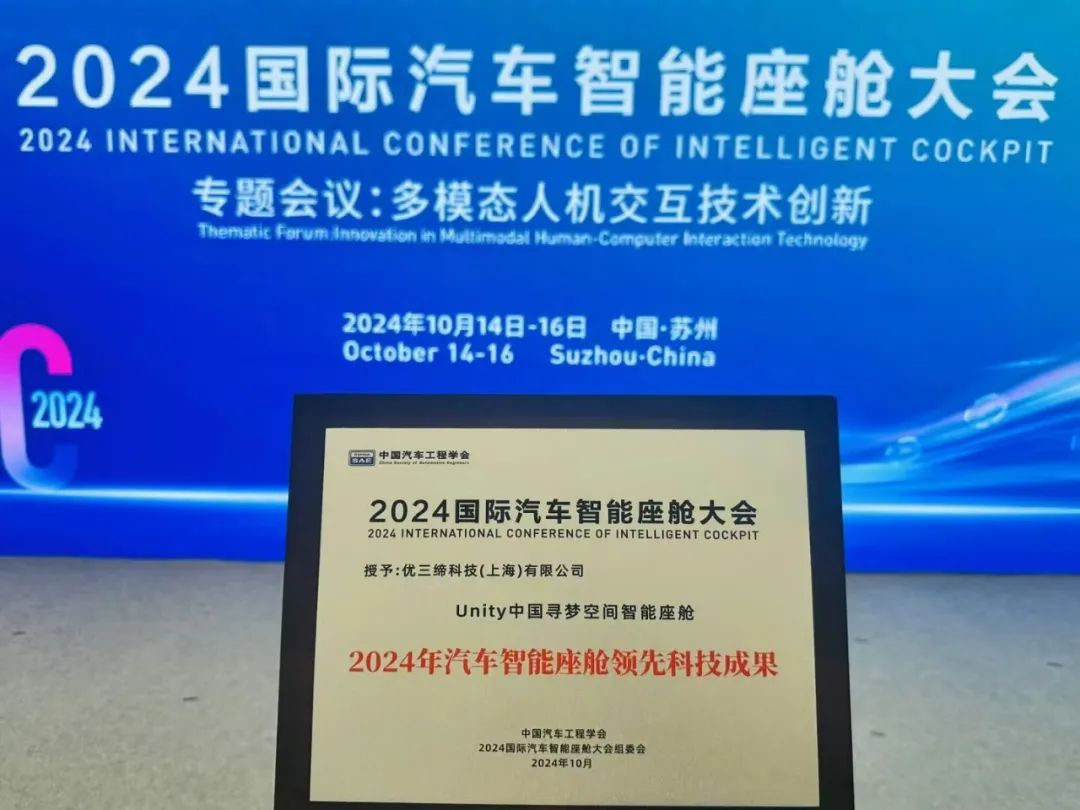 2024国际汽车智能座舱大会
2024 INTERNATIONAL CONFERENCE OF INTELLIGENT COCKPIT
专题会议:多模态人机交互技术创新
Thematic Forum:Innovation in Multimodal Human-Computer Interaction Technology
2024年10月14日-16日 中国·苏州
October 14-16 Suzhou·China
C
2024
SAE 中国汽车工程学会
China Society of Automotive Engineers
2024国际汽车智能座舱大会
2024 INTERNATIONAL CONFERENCE OF INTELLIGENT COCKPIT
授予:优三缔科技(上海)有限公司
Unity中国寻梦空间智能座舱
2024年汽车智能座舱领先科技成果
中国汽车工程学会
2024国际汽车智能座舱大会组委会
2024年10月